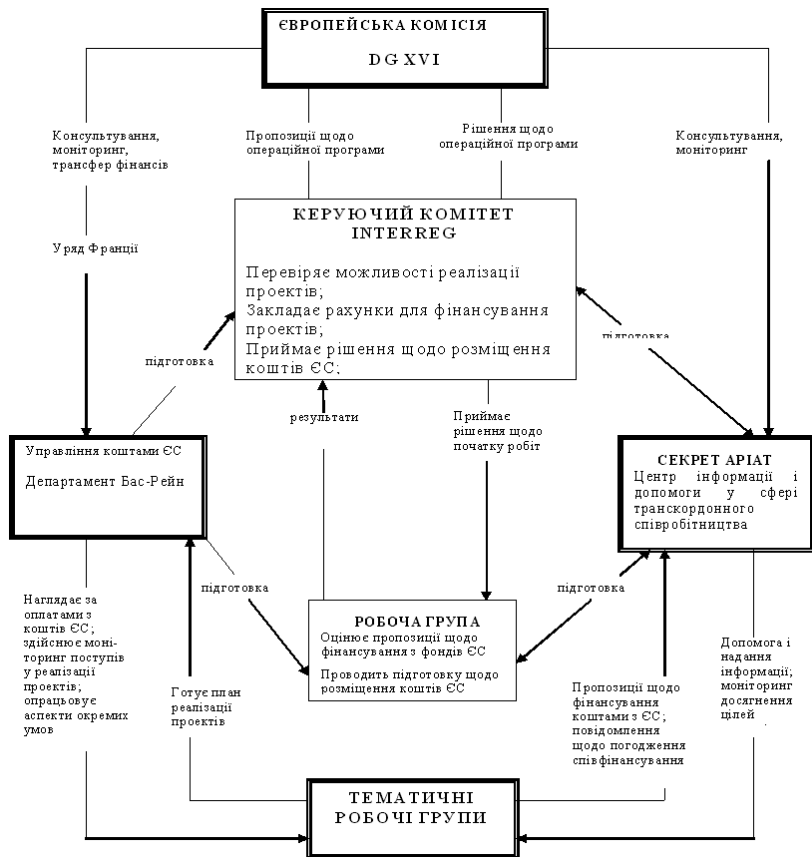 ЄВРОПЕЙСЬКА КОМІСІЯ
DG XVI
Консультування,
моніторинг,
трансфер фінансів
Пропозиції щодо
операційної програми
Рішення щодо
операційної програми
Консультування,
моніторинг
КЕРУЮЧИЙ КОМІТЕТ
INTERREG
Перевіряє можливості реалізації
проектів;
Закладає рахунки для фінансування
проектів;
Приймає рішення щодо розміщення
коштів ЄС;
Уряд Франції
підготовка
підготовка
результати
Приймає
рішення щодо
початку робіт
Управління коштами ЄС
Департамент Бас-Рейн
СЕКРЕТ АРІАТ
Центр інформації і
допомоги у сфері
транскордонного
співробітництва
підготовка
підготовка
РОБОЧА ГРУПА
Оцінює пропозиції щодо
фінансування з фондів ЄС
Проводить підготовку щодо
розміщення коштів ЄС
Наглядає за
оплатами з
коштів ЄС;
здійснює моні-
торинг поступів
у реалізації
проектів;
опрацьовує
аспекти окремих
умов
Готує план
реалізації
проектів
Пропозиції щодо
фінансування
коштами з ЄС;
повідомлення
щодо погодження
співфінансування
Допомога і
надання
інформації;
моніторинг
досягнення
цілей
ТЕМАТИЧНІ
РОБОЧІ ГРУПИ